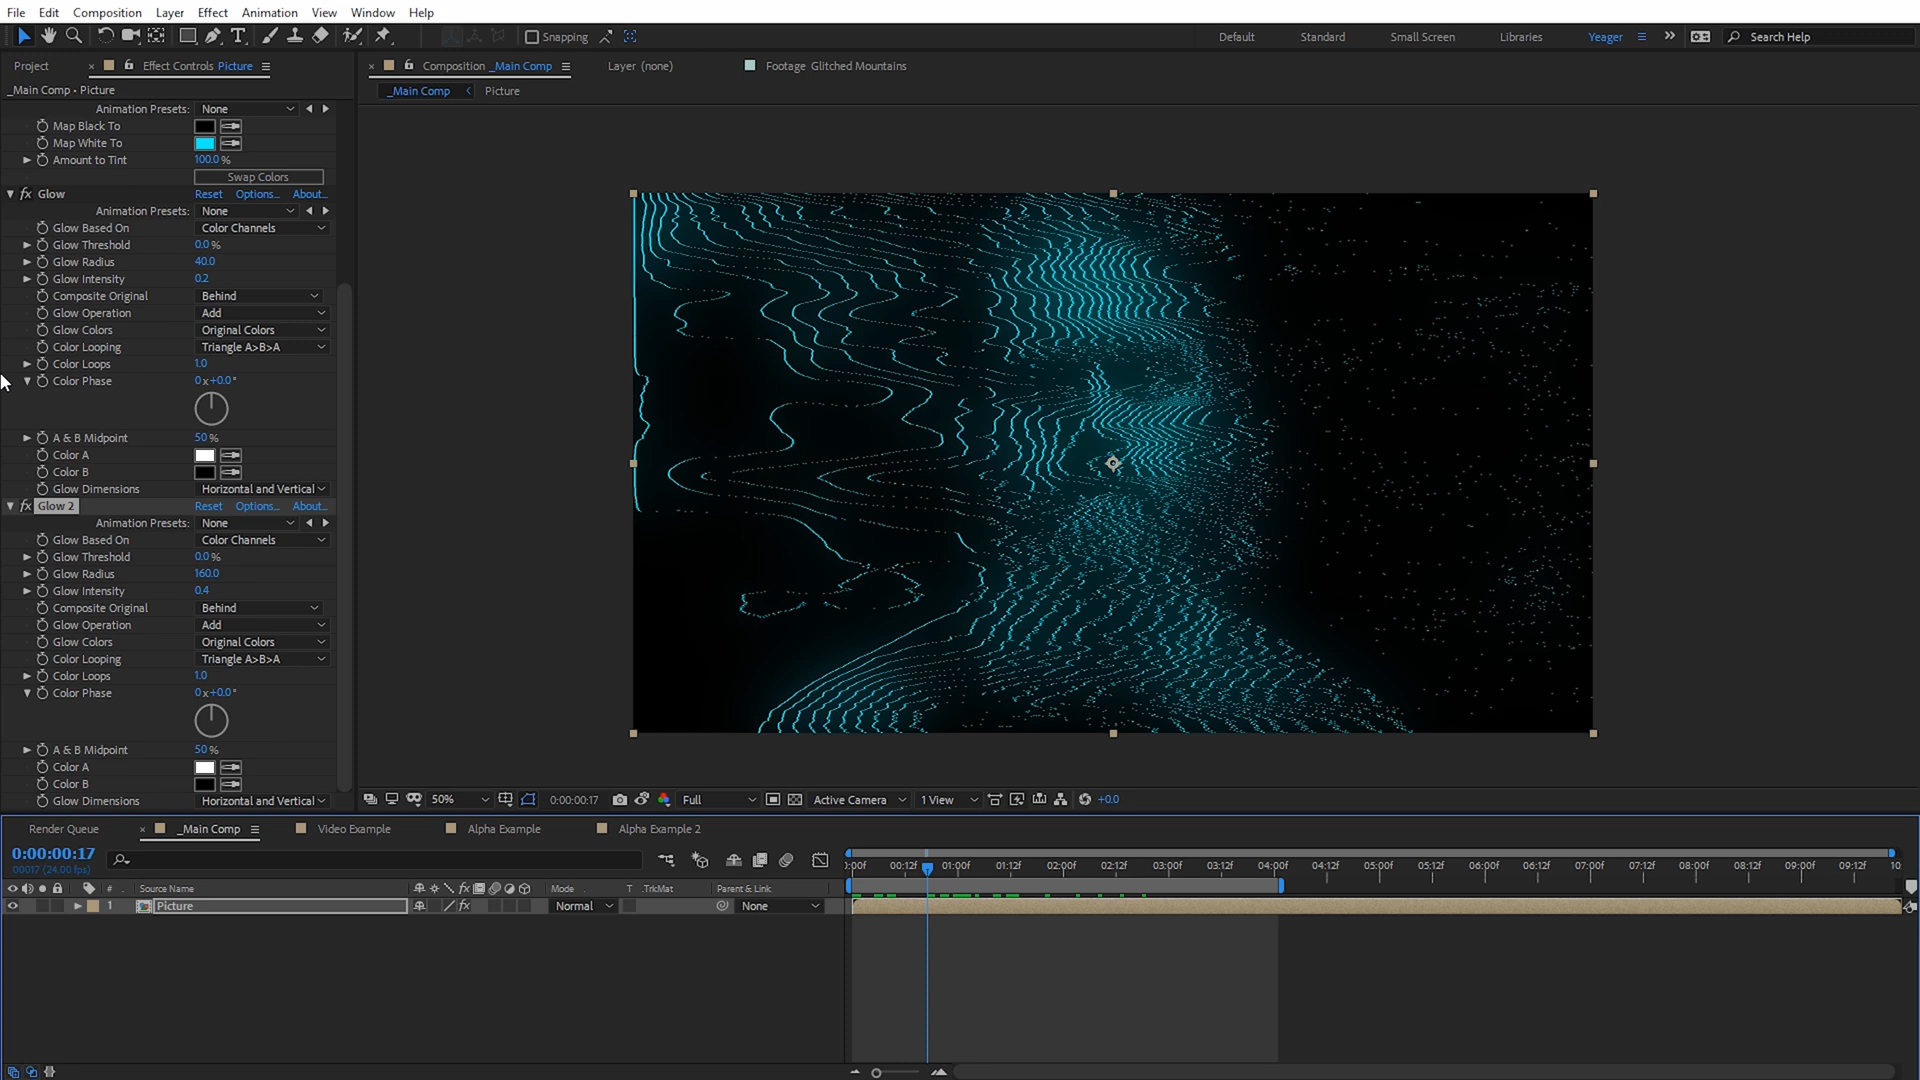 File Edit Composition Layer Effect Animation View Window Help
Snapping Default Standard Small Screen Libraries Yeager Search Help
Project Effect Controls Picture Composition _Main Comp Layer (none) Footage Glitched Mountains
_Main Comp • Picture _Main Comp Picture
Animation Presets: None
Map Black To
Map White To
Amount to Tint 100.0 %
Swap Colors
fx Glow Reset Options... About...
Animation Presets: None
Glow Based On Color Channels
Glow Threshold 0.0 %
Glow Radius 40.0
Glow Intensity 0.2
Composite Original Behind
Glow Operation Add
Glow Colors Original Colors
Color Looping Triangle A>B>A
Color Loops 1.0
Color Phase 0 x+0.0°
A & B Midpoint 50 %
Color A
Color B
Glow Dimensions Horizontal and Vertical
fx Glow 2 Reset Options... About...
Animation Presets: None
Glow Based On Color Channels
Glow Threshold 0.0 %
Glow Radius 160.0
Glow Intensity 0.4
Composite Original Behind
Glow Operation Add
Glow Colors Original Colors
Color Looping Triangle A>B>A
Color Loops 1.0
Color Phase 0 x+0.0°
A & B Midpoint 50 %
Color A
Color B
Glow Dimensions Horizontal and Vertical
50% 0:00:00:17 Full Active Camera 1 View +0.0
Render Queue _Main Comp Video Example Alpha Example Alpha Example 2
0:00:00:17
00017 (24.00 fps)
:00f 00:12f 01:00f 01:12f 02:00f 02:12f 03:00f 03:12f 04:00f 04:12f 05:00f 05:12f 06:00f 06:12f 07:00f 07:12f 08:00f 08:12f 09:00f 09:12f 10
# Source Name fx Mode T .TrkMat Parent & Link
1 Picture fx Normal None